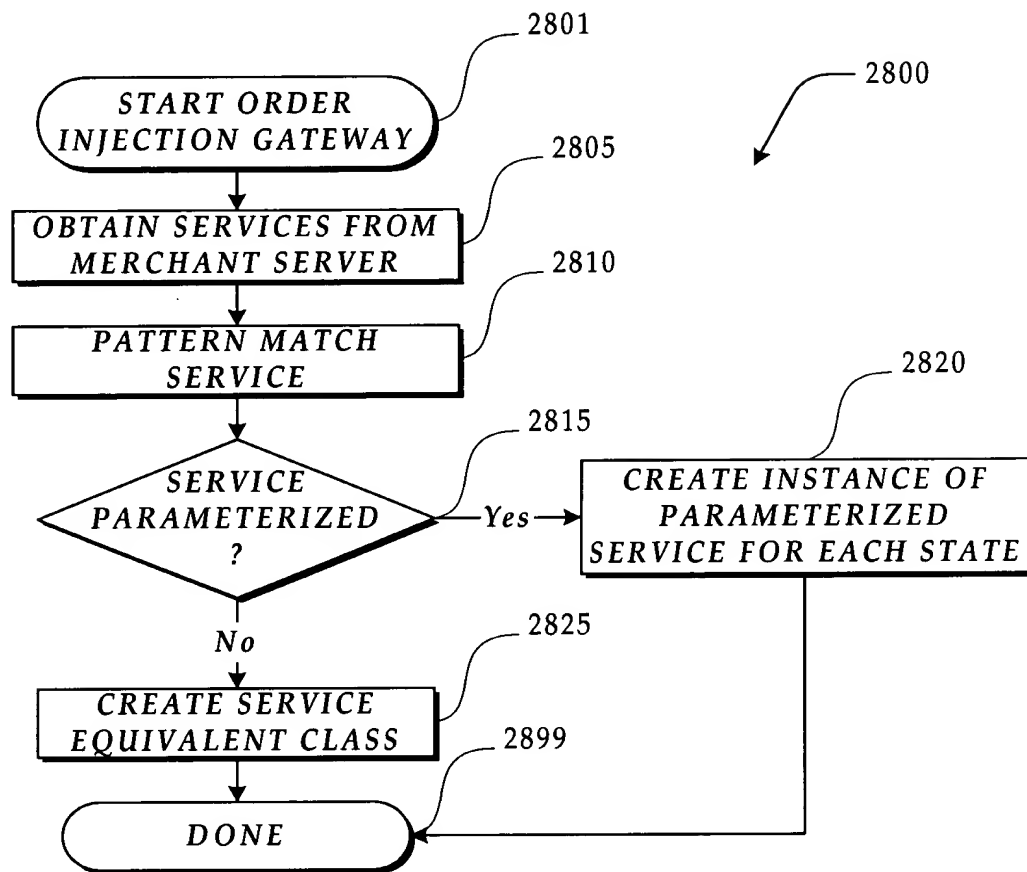 2801
START ORDER
INJECTION GATEWAY
2800
2805
OBTAIN SERVICES FROM
MERCHANT SERVER
2810
PATTERN MATCH
SERVICE
2815
SERVICE
PARAMETERIZED
?
Yes
2820
CREATE INSTANCE OF
PARAMETERIZED
SERVICE FOR EACH STATE
No
2825
CREATE SERVICE
EQUIVALENT CLASS
2899
DONE